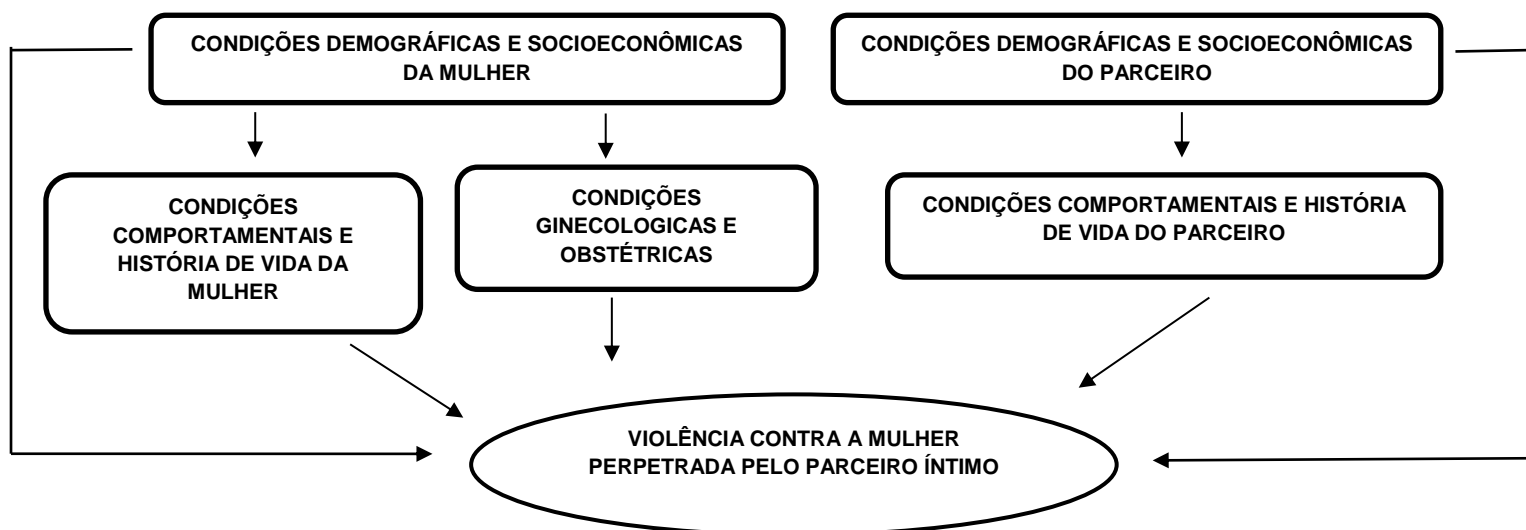 CONDIÇÕES DEMOGRÁFICAS E SOCIOECONÔMICAS
DA MULHER
CONDIÇÕES DEMOGRÁFICAS E SOCIOECONÔMICAS
DO PARCEIRO
CONDIÇÕES
COMPORTAMENTAIS E
HISTÓRIA DE VIDA DA
MULHER
CONDIÇÕES
GINECOLOGICAS E
OBSTÉTRICAS
CONDIÇÕES COMPORTAMENTAIS E HISTÓRIA
DE VIDA DO PARCEIRO
VIOLÊNCIA CONTRA A MULHER
PERPETRADA PELO PARCEIRO ÍNTIMO